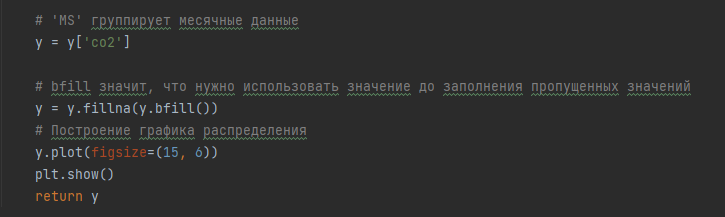 # 'MS' группирует месячные данные
y = y['co2']
# bfill значит, что нужно использовать значение до заполнения пропущенных значений
y = y.fillna(y.bfill())
# Построение графика распределения
y.plot(figsize=(15, 6))
plt.show()
return y